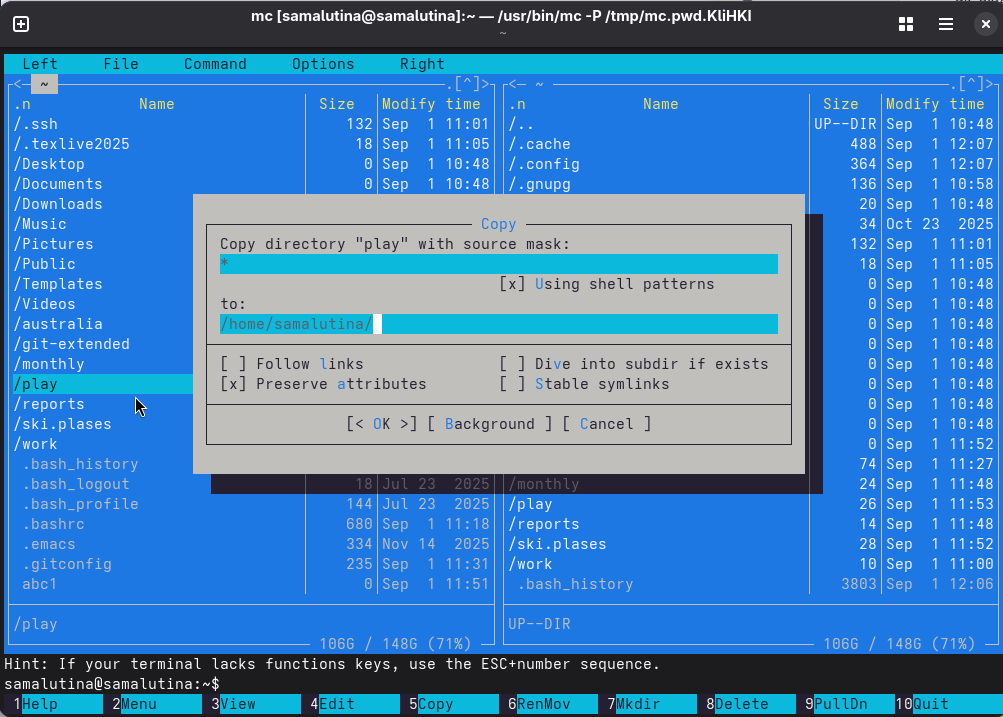 mc [samalutina@samalutina]:~ — /usr/bin/mc -P /tmp/mc.pwd.KliHKI
~
Left File Command Options Right
<─ ~ .[^]> <─ ~ .[^]>
.n Name Size Modify time .n Name Size Modify time
/.ssh 132 Sep 1 11:01 /.. UP--DIR Sep 1 10:48
/.texlive2025 18 Sep 1 11:05 /.cache 488 Sep 1 12:07
/Desktop 0 Sep 1 10:48 /.config 364 Sep 1 12:07
/Documents 0 Sep 1 10:48 /.gnupg 136 Sep 1 10:58
/Downloads 20 Sep 1 10:48
/Music 34 Oct 23 2025
/Pictures 132 Sep 1 11:01
/Public 18 Sep 1 11:05
/Templates 0 Sep 1 10:48
/Videos 0 Sep 1 10:48
/australia 0 Sep 1 10:48
/git-extended 0 Sep 1 10:48
/monthly 0 Sep 1 10:48
/play 0 Sep 1 10:48
/reports 0 Sep 1 10:48
/ski.plases 0 Sep 1 10:48
/work 0 Sep 1 11:52
.bash_history 74 Sep 1 11:27
Copy
Copy directory "play" with source mask:
*
[x] Using shell patterns
to:
/home/samalutina/
[ ] Follow links [ ] Dive into subdir if exists
[x] Preserve attributes [ ] Stable symlinks
[< OK >] [ Background ] [ Cancel ]
.bash_logout 18 Jul 23 2025 /monthly 24 Sep 1 11:48
.bash_profile 144 Jul 23 2025 /play 26 Sep 1 11:53
.bashrc 680 Sep 1 11:18 /reports 14 Sep 1 11:48
.emacs 334 Nov 14 2025 /ski.plases 28 Sep 1 11:52
.gitconfig 235 Sep 1 11:31 /work 10 Sep 1 11:00
abc1 0 Sep 1 11:51 .bash_history 3803 Sep 1 12:06
/play UP--DIR
106G / 148G (71%) 106G / 148G (71%)
Hint: If your terminal lacks functions keys, use the ESC+number sequence.
samalutina@samalutina:~$
1Help 2Menu 3View 4Edit 5Copy 6RenMov 7Mkdir 8Delete 9PullDn 10Quit